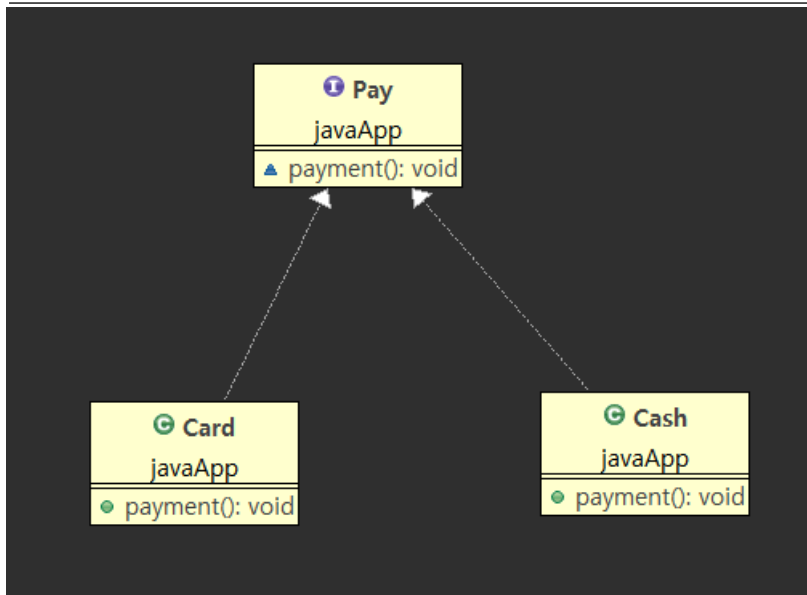 Pay
javaApp
payment(): void
Card
javaApp
payment(): void
Cash
javaApp
payment(): void